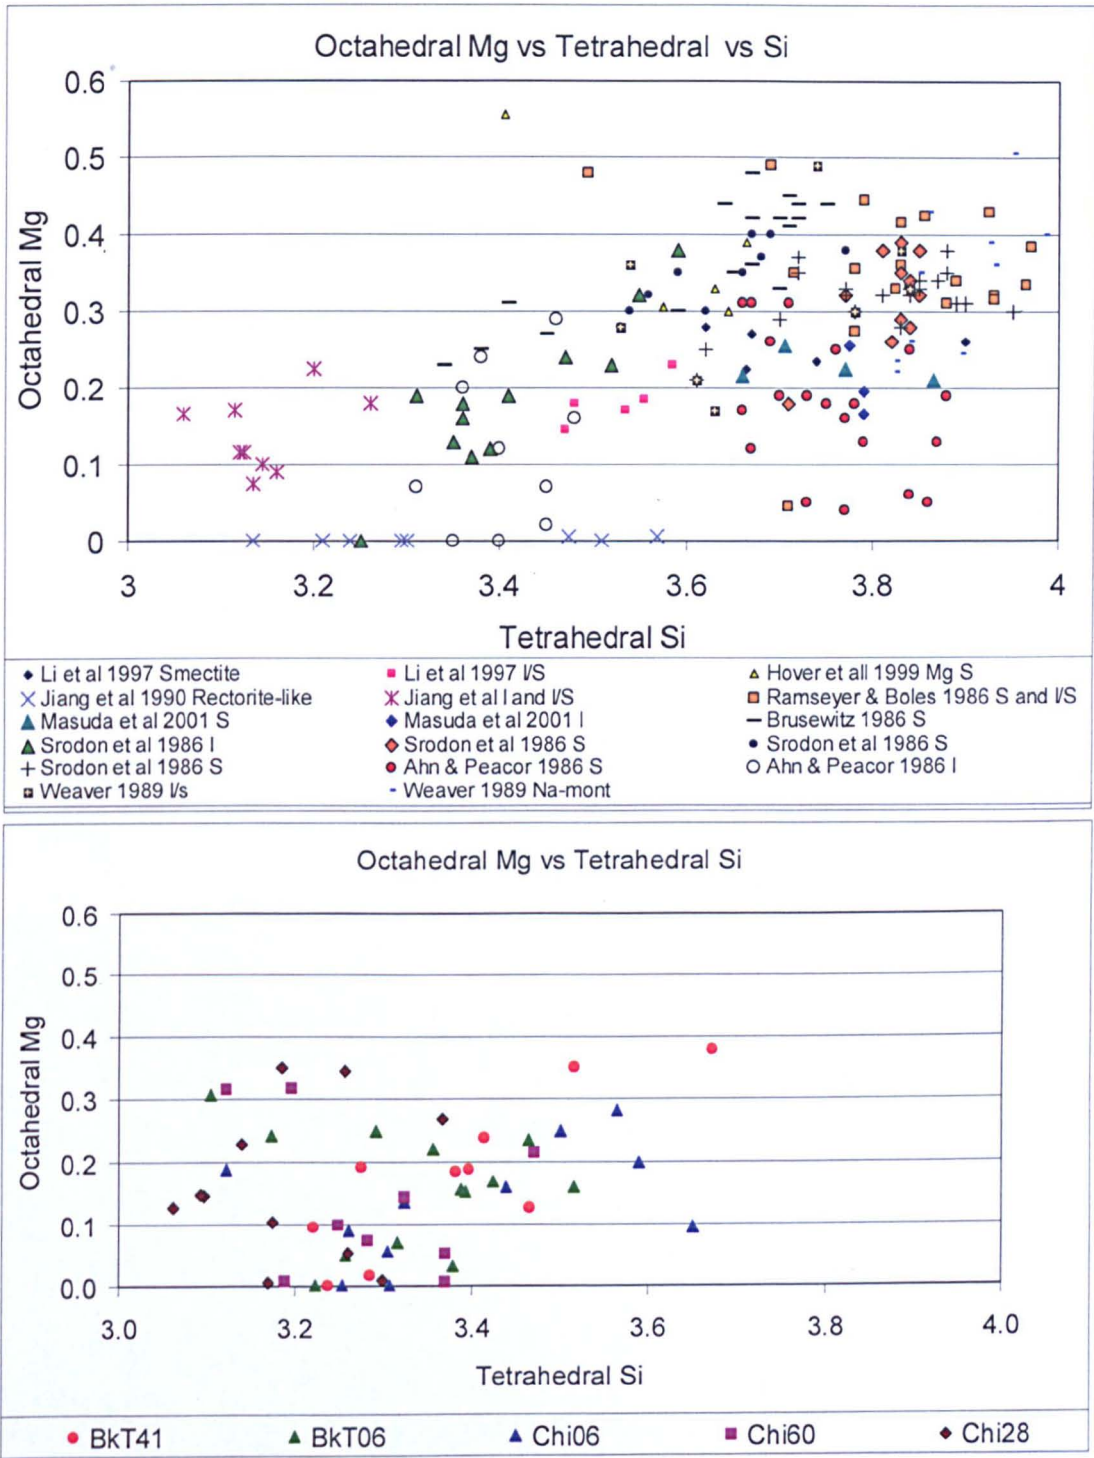 Octahedral Mg vs Tetrahedral vs Si
0.6
0.5
0.4
0.3
0.2
0.1
0
Octahedral Mg
3 3.2 3.4 3.6 3.8 4
Tetrahedral Si
Li et al 1997 Smectite Li et al 1997 I/S Hover et all 1999 Mg S
Jiang et al 1990 Rectorite-like Jiang et al I and I/S Ramseyer & Boles 1986 S and I/S
Masuda et al 2001 S Masuda et al 2001 I Brusewitz 1986 S
Srodon et al 1986 I Srodon et al 1986 S Srodon et al 1986 S
Srodon et al 1986 S Ahn & Peacor 1986 S Ahn & Peacor 1986 I
Weaver 1989 I/s Weaver 1989 Na-mont
Octahedral Mg vs Tetrahedral Si
0.6
0.5
0.4
0.3
0.2
0.1
0.0
Octahedral Mg
3.0 3.2 3.4 3.6 3.8 4.0
Tetrahedral Si
BkT41 BkT06 Chi06 Chi60 Chi28